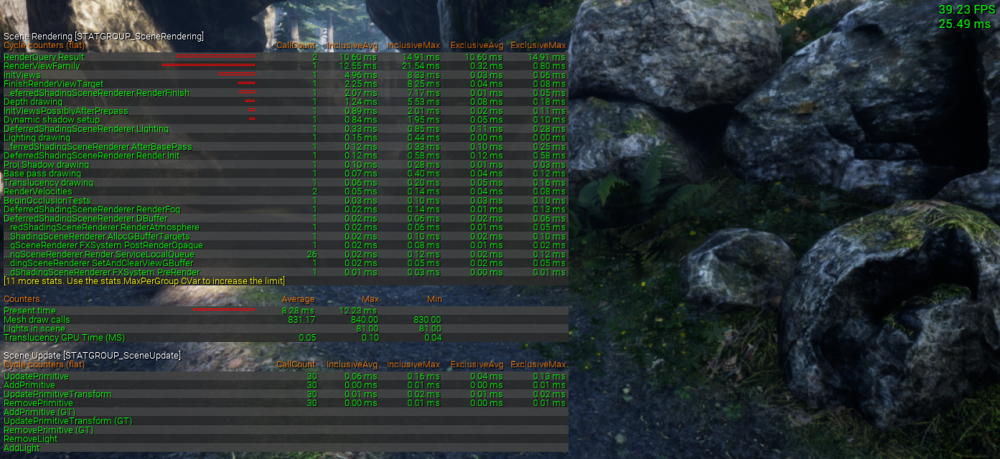 39.23 FPS
25.49 ms
Scene Rendering [STATGROUP_SceneRendering]
Cycle counters (flat) CallCount InclusiveAvg InclusiveMax ExclusiveAvg ExclusiveMax
RenderQuery Result 2 10.60 ms 14.91 ms 10.60 ms 14.91 ms
RenderViewFamily 1 12.55 ms 21.54 ms 0.32 ms 0.80 ms
InitViews 1 4.96 ms 8.33 ms 0.03 ms 0.06 ms
FinishRenderViewTarget 1 2.25 ms 8.25 ms 0.04 ms 0.08 ms
...eferredShadingSceneRenderer RenderFinish 1 2.07 ms 7.17 ms 0.01 ms 0.05 ms
Depth drawing 1 1.24 ms 5.53 ms 0.08 ms 0.18 ms
InitViewsPossiblyAfterPrepass 1 0.89 ms 2.01 ms 0.02 ms 0.11 ms
Dynamic shadow setup 1 0.84 ms 1.95 ms 0.05 ms 0.10 ms
DeferredShadingSceneRenderer Lighting 1 0.33 ms 0.85 ms 0.11 ms 0.28 ms
Lighting drawing 1 0.15 ms 0.44 ms 0.00 ms 0.00 ms
...ferredShadingSceneRenderer AfterBasePass 1 0.12 ms 0.33 ms 0.10 ms 0.25 ms
DeferredShadingSceneRenderer Render Init 1 0.12 ms 0.58 ms 0.12 ms 0.58 ms
Proj Shadow drawing 1 0.10 ms 0.28 ms 0.01 ms 0.03 ms
Base pass drawing 1 0.07 ms 0.40 ms 0.04 ms 0.12 ms
Translucency drawing 1 0.06 ms 0.20 ms 0.05 ms 0.16 ms
RenderVelocities 2 0.05 ms 0.14 ms 0.04 ms 0.08 ms
BeginOcclusionTests 1 0.03 ms 0.10 ms 0.03 ms 0.10 ms
DeferredShadingSceneRenderer RenderFog 1 0.02 ms 0.14 ms 0.01 ms 0.13 ms
DeferredShadingSceneRenderer DBuffer 1 0.02 ms 0.06 ms 0.02 ms 0.06 ms
...redShadingSceneRenderer RenderAtmosphere 1 0.02 ms 0.06 ms 0.01 ms 0.05 ms
...ShadingSceneRenderer AllocGBufferTargets 1 0.02 ms 0.10 ms 0.02 ms 0.10 ms
...gSceneRenderer FXSystem PostRenderOpaque 1 0.02 ms 0.08 ms 0.01 ms 0.02 ms
...ngSceneRenderer Render ServiceLocalQueue 26 0.02 ms 0.12 ms 0.02 ms 0.12 ms
...dingSceneRenderer SetAndClearViewGBuffer 1 0.02 ms 0.05 ms 0.02 ms 0.05 ms
...dShadingSceneRenderer FXSystem PreRender 1 0.01 ms 0.03 ms 0.00 ms 0.01 ms
[11 more stats. Use the stats.MaxPerGroup CVar to increase the limit]
Counters Average Max Min
Present time 8.28 ms 12.23 ms
Mesh draw calls 831.17 840.00 830.00
Lights in scene 81.00 81.00
Translucency GPU Time (MS) 0.05 0.10 0.04
Scene Update [STATGROUP_SceneUpdate]
Cycle counters (flat) CallCount InclusiveAvg InclusiveMax ExclusiveAvg ExclusiveMax
UpdatePrimitive 30 0.06 ms 0.16 ms 0.04 ms 0.13 ms
AddPrimitive 30 0.00 ms 0.01 ms 0.00 ms 0.01 ms
UpdatePrimitiveTransform 30 0.01 ms 0.02 ms 0.01 ms 0.02 ms
RemovePrimitive 30 0.00 ms 0.01 ms 0.00 ms 0.01 ms
AddPrimitive (GT)
UpdatePrimitiveTransform (GT)
RemovePrimitive (GT)
RemoveLight
AddLight